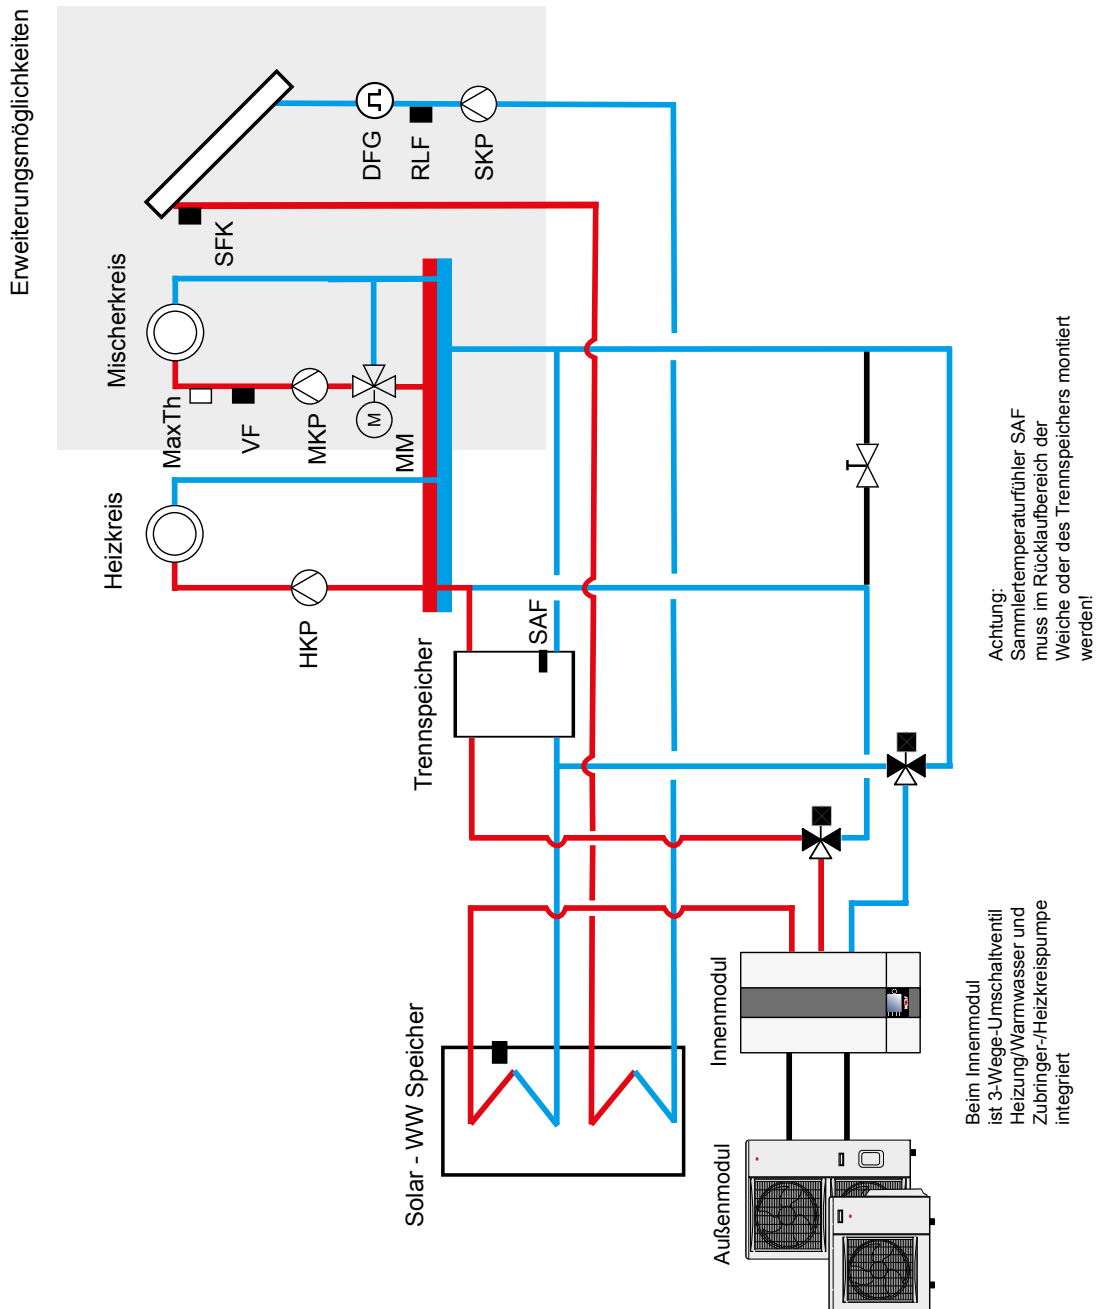 Erweiterungsmöglichkeiten
DFG
RLF
SKP
SFK
Mischerkreis
MaxTh
VF
MKP
MM
M
Heizkreis
HKP
Trennspeicher
SAF
Achtung:
Sammlertemperaturfühler SAF
muss im Rücklaufbereich der
Weiche oder des Trennspeichers montiert
werden!
Solar - WW Speicher
Innenmodul
Außenmodul
Beim Innenmodul
ist 3-Wege-Umschaltventil
Heizung/Warmwasser und
Zubringer-/Heizkreispumpe
integriert